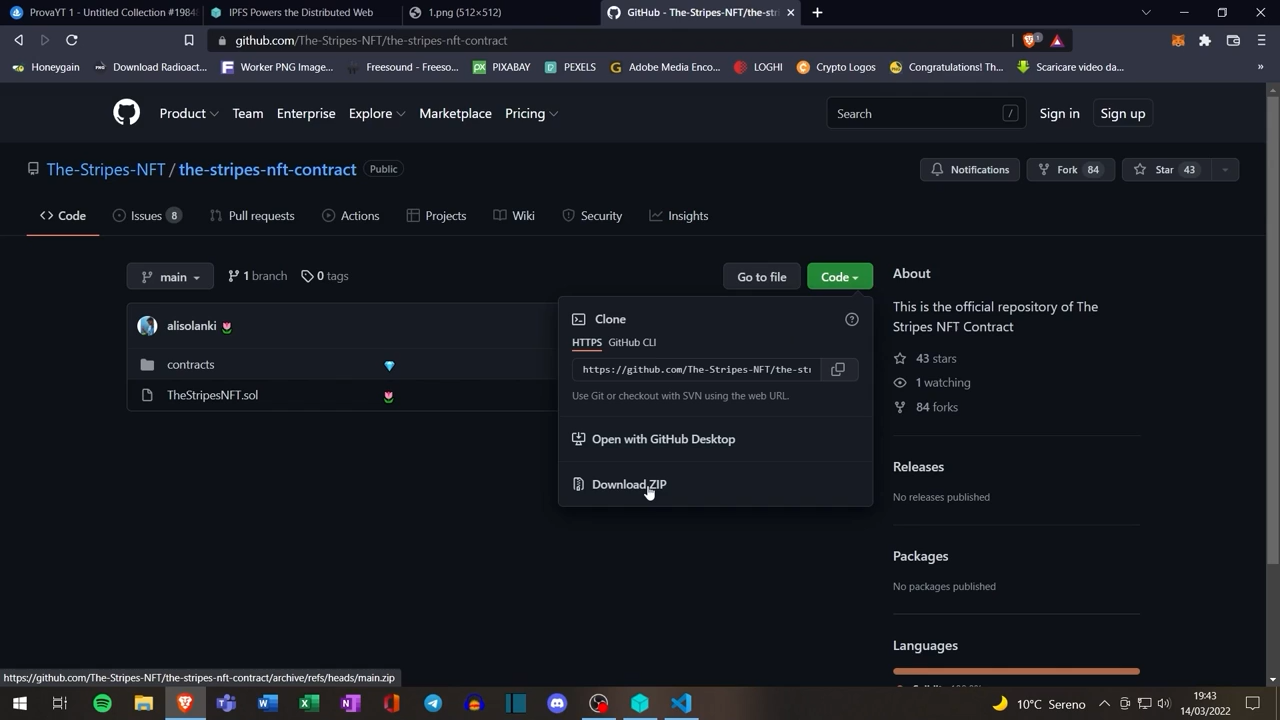 ProvaYT 1 - Untitled Collection #1984
IPFS Powers the Distributed Web
1.png (512×512)
GitHub - The-Stripes-NFT/the-stri
github.com/The-Stripes-NFT/the-stripes-nft-contract
1
Honeygain
Download Radioact...
Worker PNG Image...
Freesound - Freeso...
PX PIXABAY
PEXELS
Adobe Media Enco...
LOGHI
Crypto Logos
Congratulations! Th...
Scaricare video da...
»
Product
Team
Enterprise
Explore
Marketplace
Pricing
Search
/
Sign in
Sign up
The-Stripes-NFT / the-stripes-nft-contract Public
Notifications
Fork 84
Star 43
<> Code
Issues 8
Pull requests
Actions
Projects
Wiki
Security
Insights
main
1 branch
0 tags
Go to file
Code
About
This is the official repository of The
Stripes NFT Contract
43 stars
1 watching
84 forks
alisolanki
contracts
TheStripesNFT.sol
Clone
HTTPS GitHub CLI
https://github.com/The-Stripes-NFT/the-str
Use Git or checkout with SVN using the web URL.
Open with GitHub Desktop
Download ZIP
Releases
No releases published
Packages
No packages published
Languages
https://github.com/The-Stripes-NFT/the-stripes-nft-contract/archive/refs/heads/main.zip
10°C Sereno
19:43
14/03/2022